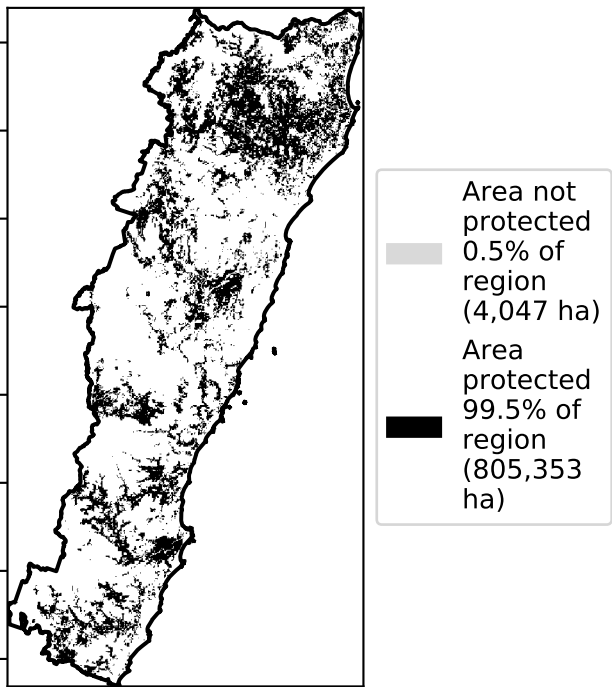 Area not
protected
0.5% of
region
(4,047 ha)
Area
protected
99.5% of
region
(805,353
ha)